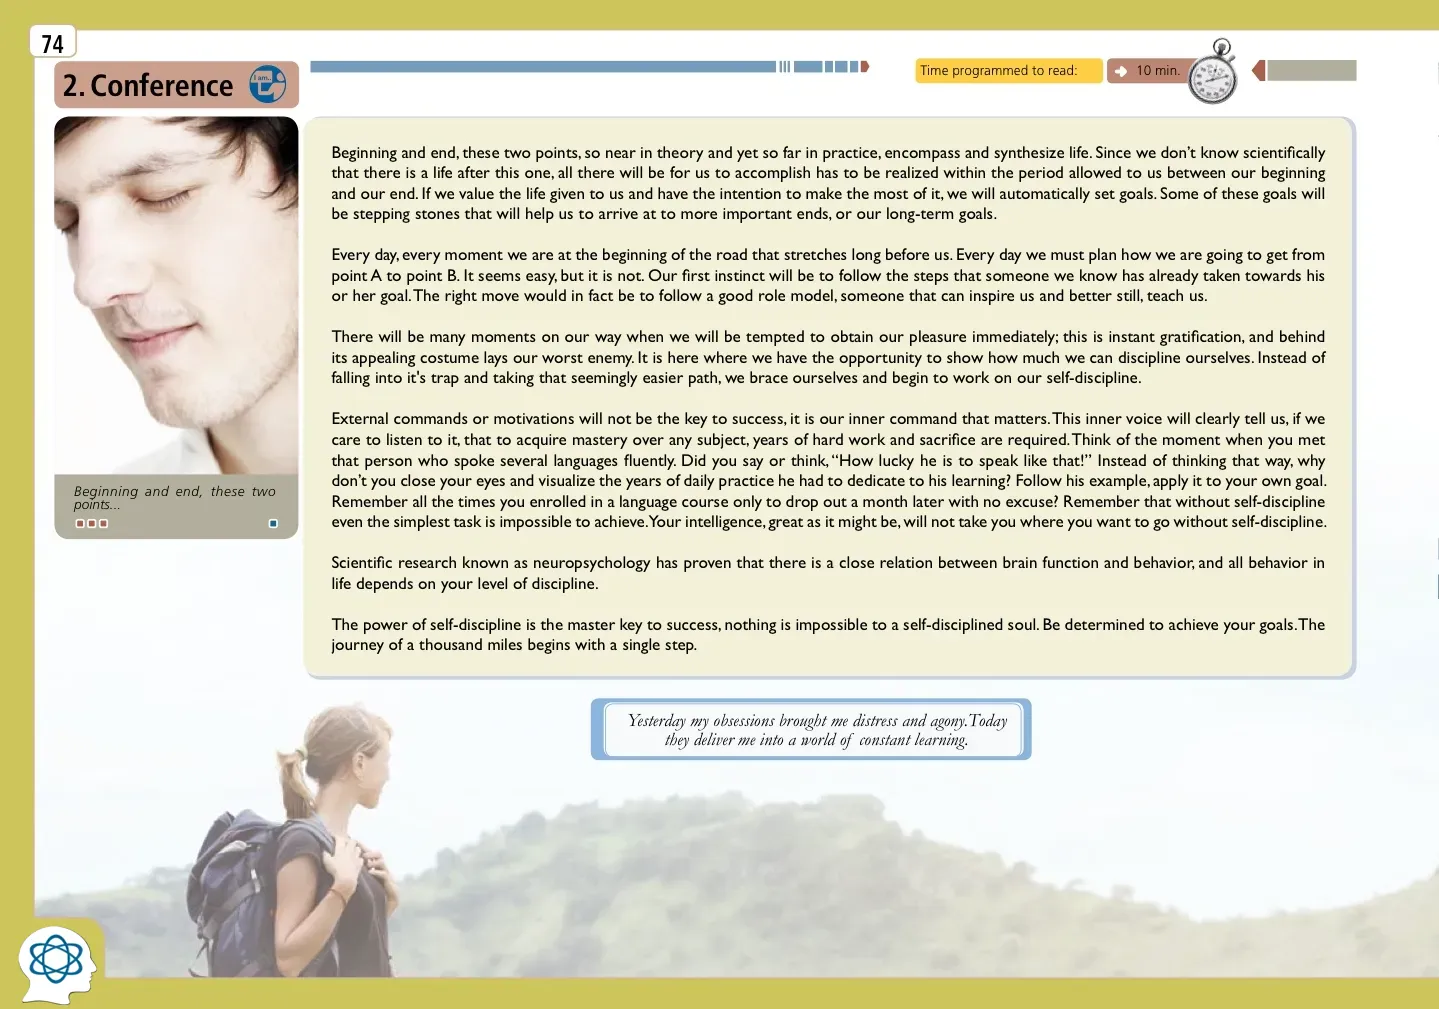 74
2. Conference
I am...
Time programmed to read:
10 min.
Beginning and end, these two points, so near in theory and yet so far in practice, encompass and synthesize life. Since we don't know scientifically
that there is a life after this one, all there will be for us to accomplish has to be realized within the period allowed to us between our beginning
and our end. If we value the life given to us and have the intention to make the most of it, we will automatically set goals. Some of these goals will
be stepping stones that will help us to arrive at to more important ends, or our long-term goals.
Every day, every moment we are at the beginning of the road that stretches long before us. Every day we must plan how we are going to get from
point A to point B. It seems easy, but it is not. Our first instinct will be to follow the steps that someone we know has already taken towards his
or her goal. The right move would in fact be to follow a good role model, someone that can inspire us and better still, teach us.
There will be many moments on our way when we will be tempted to obtain our pleasure immediately; this is instant gratification, and behind
its appealing costume lays our worst enemy. It is here where we have the opportunity to show how much we can discipline ourselves. Instead of
falling into it's trap and taking that seemingly easier path, we brace ourselves and begin to work on our self-discipline.
External commands or motivations will not be the key to success, it is our inner command that matters. This inner voice will clearly tell us, if we
care to listen to it, that to acquire mastery over any subject, years of hard work and sacrifice are required. Think of the moment when you met
that person who spoke several languages fluently. Did you say or think, “How lucky he is to speak like that!” Instead of thinking that way, why
don't you close your eyes and visualize the years of daily practice he had to dedicate to his learning? Follow his example, apply it to your own goal.
Remember all the times you enrolled in a language course only to drop out a month later with no excuse? Remember that without self-discipline
even the simplest task is impossible to achieve. Your intelligence, great as it might be, will not take you where you want to go without self-discipline.
Scientific research known as neuropsychology has proven that there is a close relation between brain function and behavior, and all behavior in
life depends on your level of discipline.
The power of self-discipline is the master key to success, nothing is impossible to a self-disciplined soul. Be determined to achieve your goals. The
journey of a thousand miles begins with a single step.
Beginning and end, these two
points...
Yesterday my obsessions brought me distress and agony. Today
they deliver me into a world of constant learning.